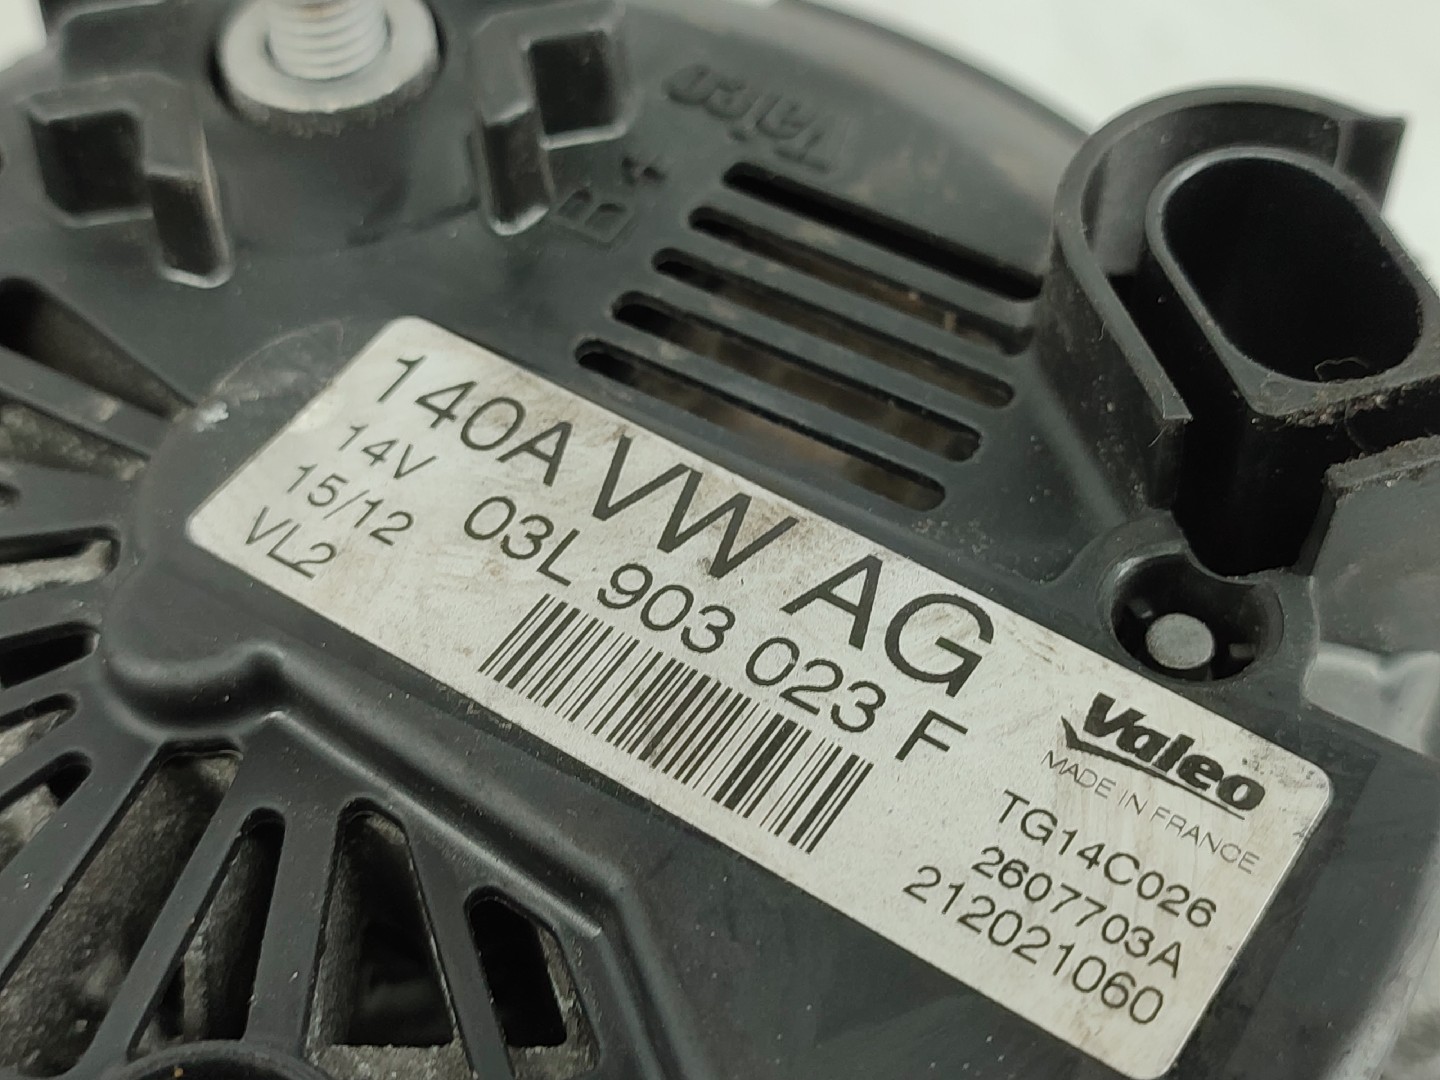 Valeo
B+
140A VW AG
14V 03L 903 023 F
15/12
VL2
Valeo
MADE IN FRANCE
TG14C026
2607703A
212021060